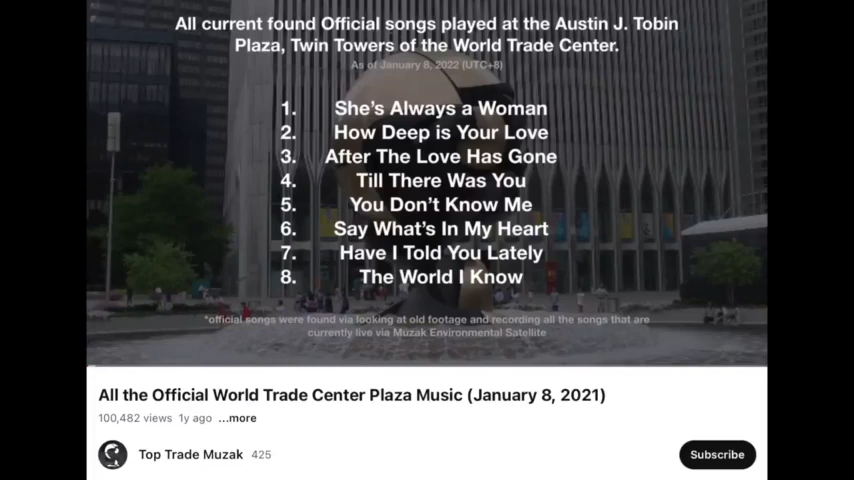 All current found Official songs played at the Austin J. Tobin
Plaza, Twin Towers of the World Trade Center.
As of January 8, 2022 (UTC+8)
1. She's Always a Woman
2. How Deep is Your Love
3. After The Love Has Gone
4. Till There Was You
5. You Don't Know Me
6. Say What's In My Heart
7. Have I Told You Lately
8. The World I Know
*official songs were found via looking at old footage and recording all the songs that are
currently live via Muzak Environmental Satellite
All the Official World Trade Center Plaza Music (January 8, 2021)
100,482 views 1y ago ...more
Top Trade Muzak 425
Subscribe